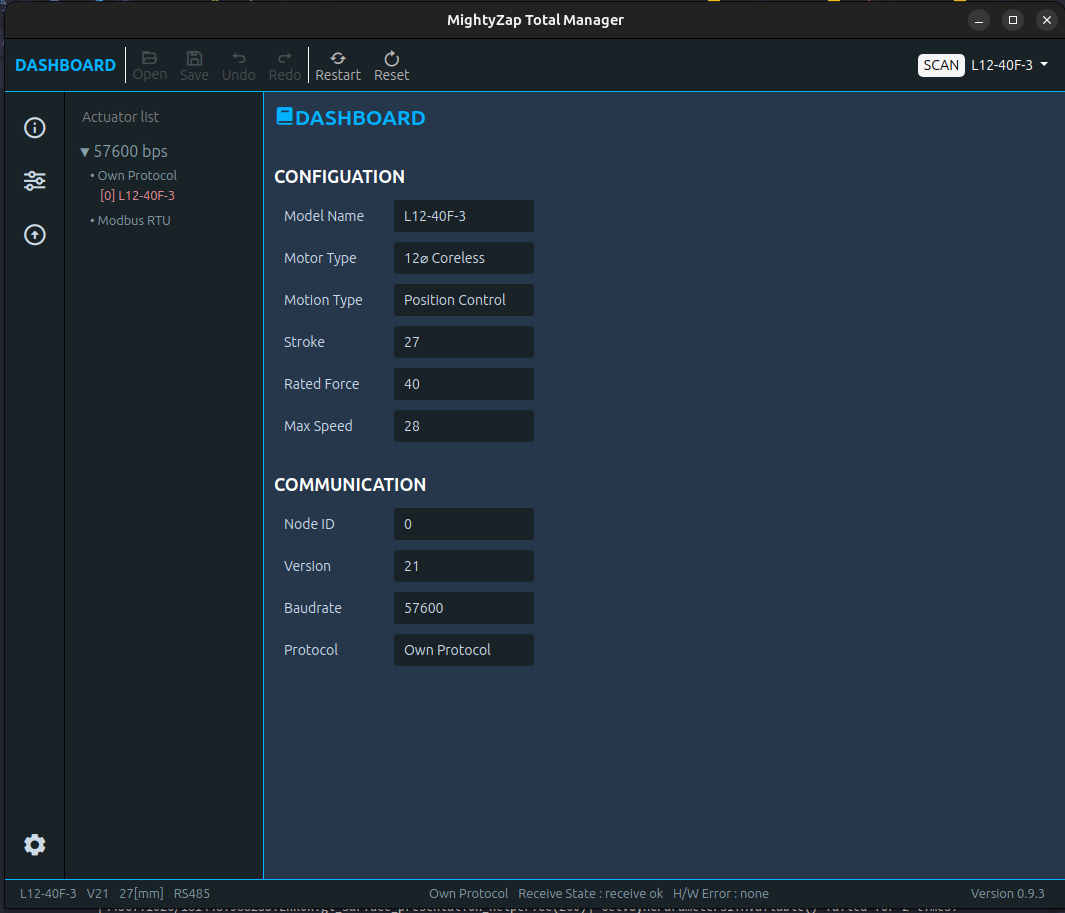 MightyZap Total Manager
DASHBOARD Open Save Undo Redo Restart Reset SCAN L12-40F-3
Actuator list
▼ 57600 bps
• Own Protocol
[0] L12-40F-3
• Modbus RTU
DASHBOARD
CONFIGUATION
Model Name L12-40F-3
Motor Type 12⌀ Coreless
Motion Type Position Control
Stroke 27
Rated Force 40
Max Speed 28
COMMUNICATION
Node ID 0
Version 21
Baudrate 57600
Protocol Own Protocol
L12-40F-3 V21 27[mm] RS485 Own Protocol Receive State : receive ok H/W Error : none Version 0.9.3